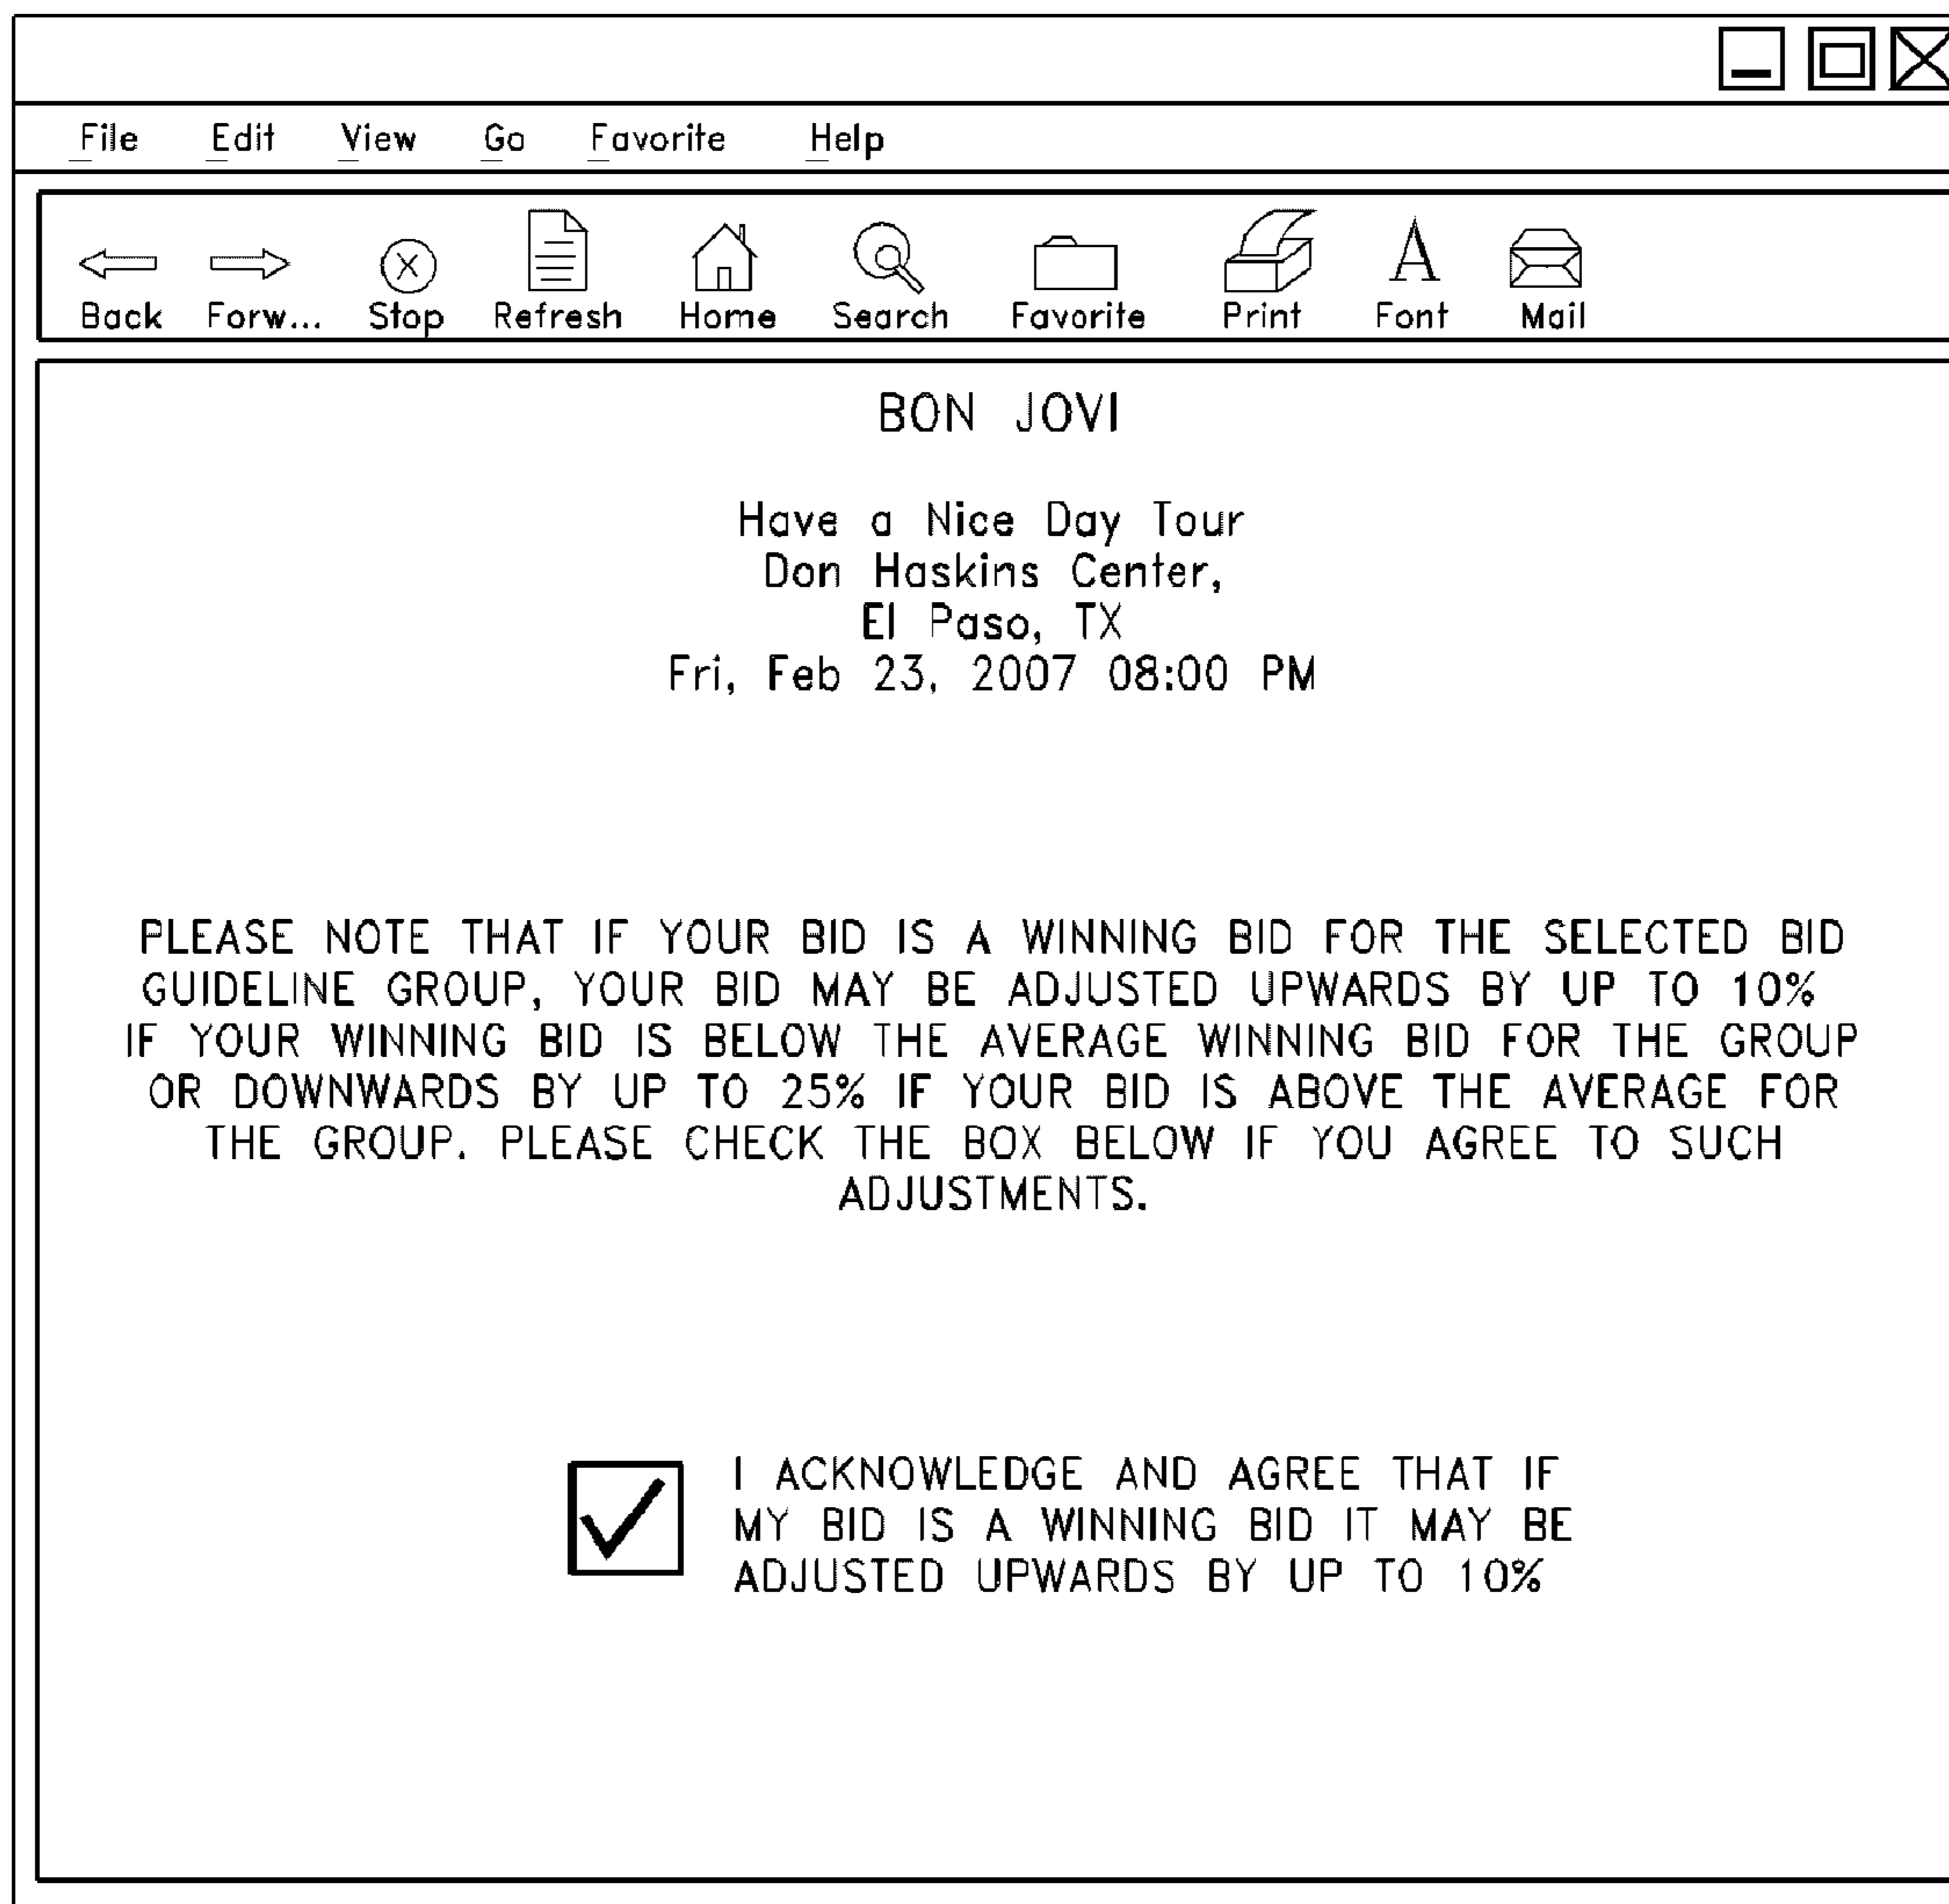 File Edit View Go Favorite Help
Back Forw... Stop Refresh Home Search Favorite Print Font Mail
BON JOVI
Have a Nice Day Tour
Don Haskins Center,
El Paso, TX
Fri, Feb 23, 2007 08:00 PM
PLEASE NOTE THAT IF YOUR BID IS A WINNING BID FOR THE SELECTED BID
GUIDELINE GROUP, YOUR BID MAY BE ADJUSTED UPWARDS BY UP TO 10%
IF YOUR WINNING BID IS BELOW THE AVERAGE WINNING BID FOR THE GROUP
OR DOWNWARDS BY UP TO 25% IF YOUR BID IS ABOVE THE AVERAGE FOR
THE GROUP. PLEASE CHECK THE BOX BELOW IF YOU AGREE TO SUCH
ADJUSTMENTS.
I ACKNOWLEDGE AND AGREE THAT IF
MY BID IS A WINNING BID IT MAY BE
ADJUSTED UPWARDS BY UP TO 10%